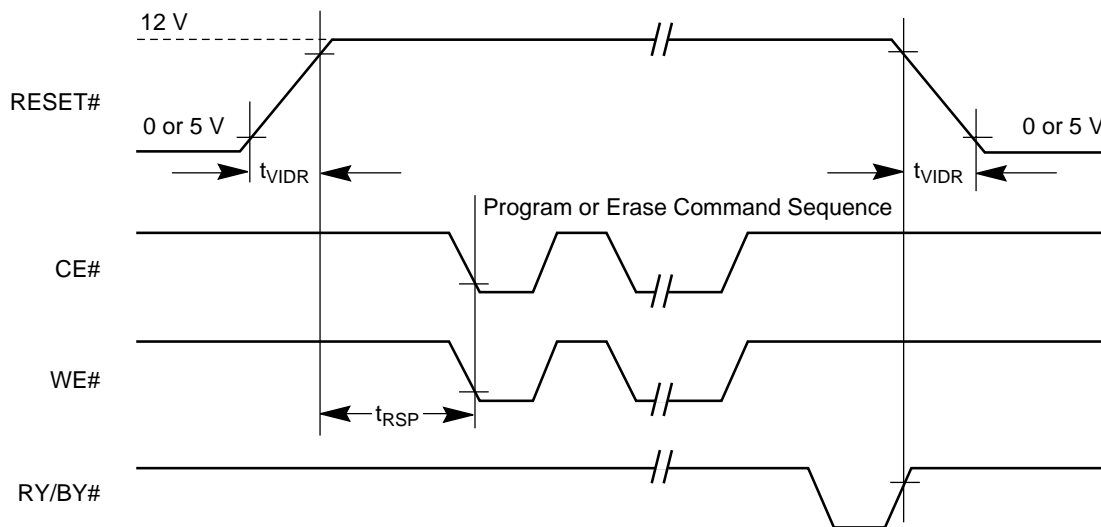 12 V
RESET#
0 or 5 V
0 or 5 V
tVIDR
tVIDR
Program or Erase Command Sequence
CE#
WE#
tRSP
RY/BY#